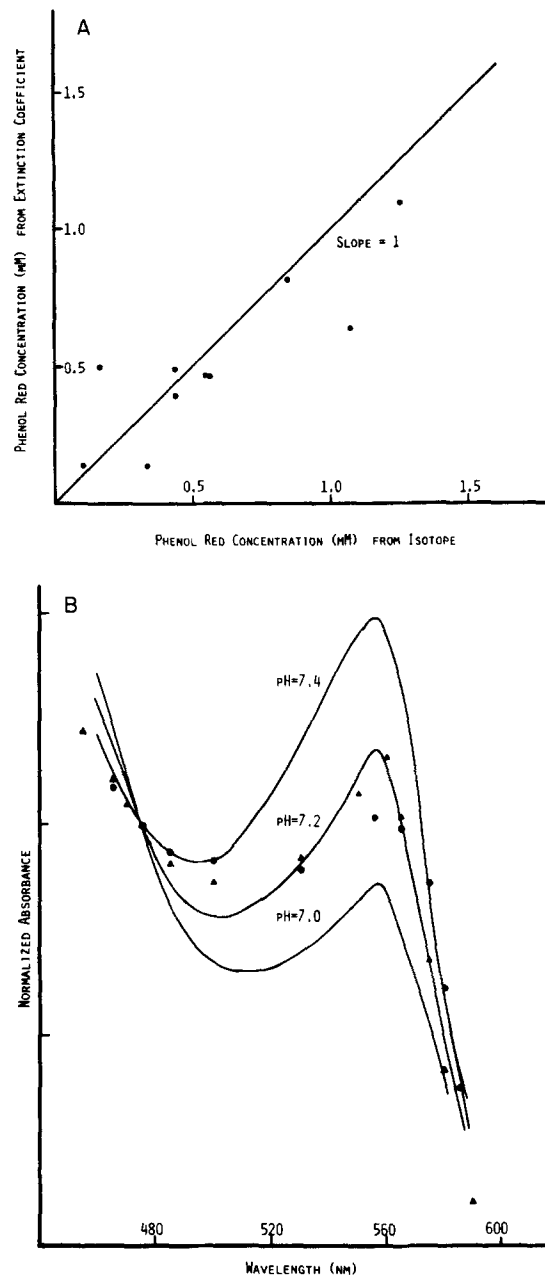 A
PHENOL RED CONCENTRATION (mM) FROM EXTINCTION COEFFICIENT
1.5
1.0
0.5
SLOPE = 1
0.5
1.0
1.5
PHENOL RED CONCENTRATION (mM) FROM ISOTOPE
B
NORMALIZED ABSORBANCE
pH=7.4
pH=7.2
pH=7.0
480
520
560
600
WAVELENGTH (NM)